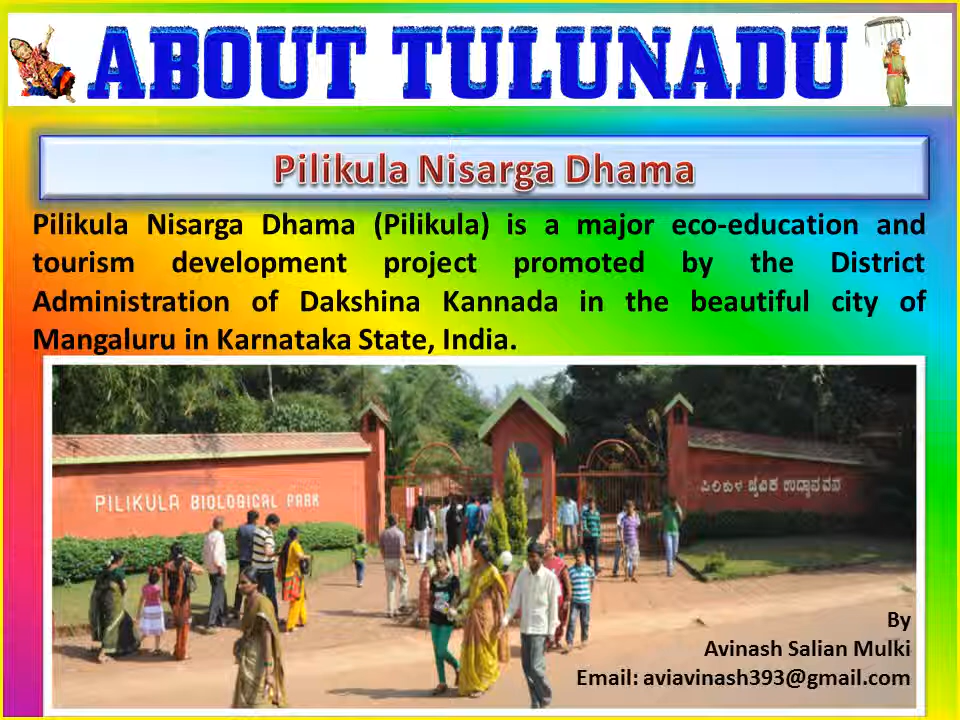 ABOUT TULUNADU
Pilikula Nisarga Dhama
Pilikula Nisarga Dhama (Pilikula) is a major eco-education and
tourism development project promoted by the District
Administration of Dakshina Kannada in the beautiful city of
Mangaluru in Karnataka State, India.
PILIKULA BIOLOGICAL PARK
ಪಿಲಿಕುಳ ಜೈವಿಕ ಉದ್ಯಾನವನ
By
Avinash Salian Mulki
Email: aviavinash393@gmail.com